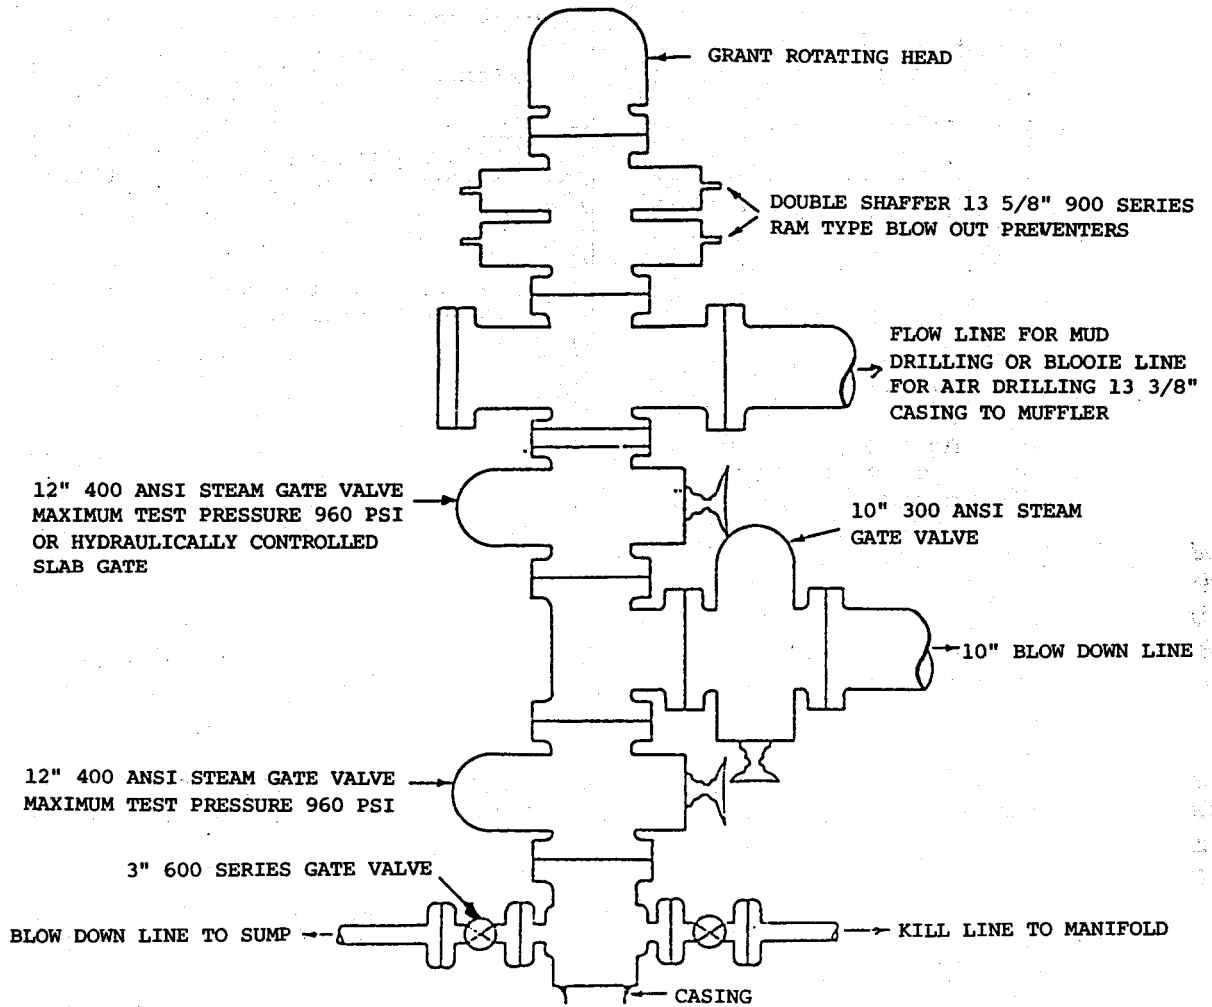 GRANT ROTATING HEAD
DOUBLE SHAFFER 13 5/8" 900 SERIES
RAM TYPE BLOW OUT PREVENTERS
FLOW LINE FOR MUD
DRILLING OR BLOOIE LINE
FOR AIR DRILLING 13 3/8"
CASING TO MUFFLER
12" 400 ANSI STEAM GATE VALVE
MAXIMUM TEST PRESSURE 960 PSI
OR HYDRAULICALLY CONTROLLED
SLAB GATE
10" 300 ANSI STEAM
GATE VALVE
10" BLOW DOWN LINE
12" 400 ANSI STEAM GATE VALVE
MAXIMUM TEST PRESSURE 960 PSI
3" 600 SERIES GATE VALVE
BLOW DOWN LINE TO SUMP
KILL LINE TO MANIFOLD
CASING